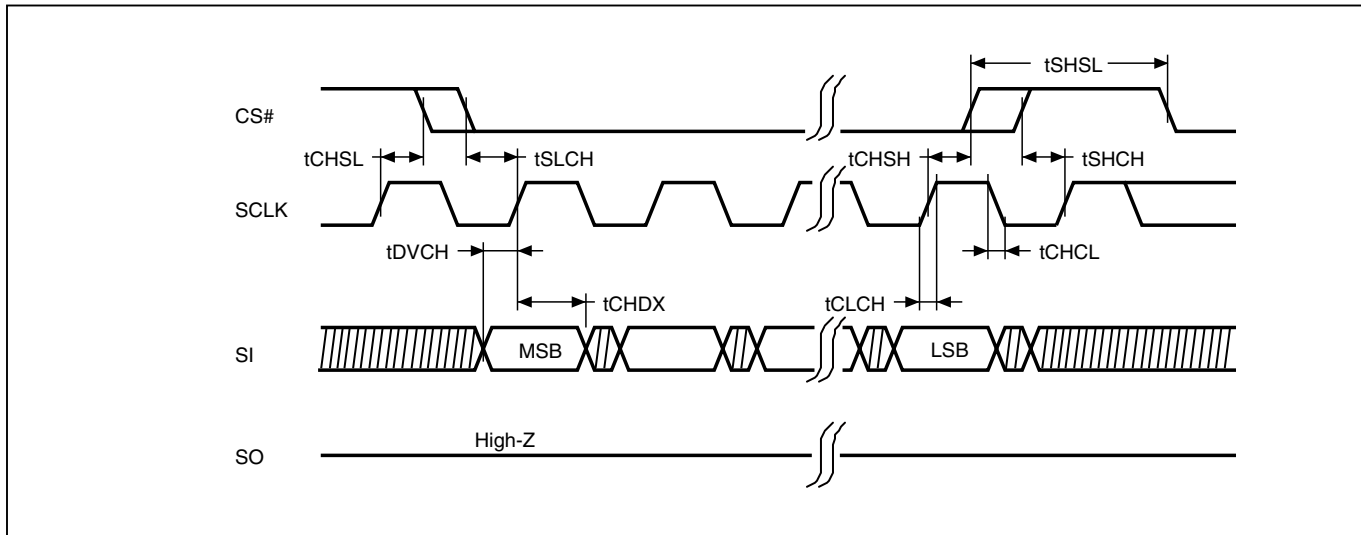 tSHSL
CS#
tCHSL
tSLCH
tCHSH
tSHCH
SCLK
tDVCH
tCHCL
tCHDX
tCLCH
SI
MSB
LSB
High-Z
SO